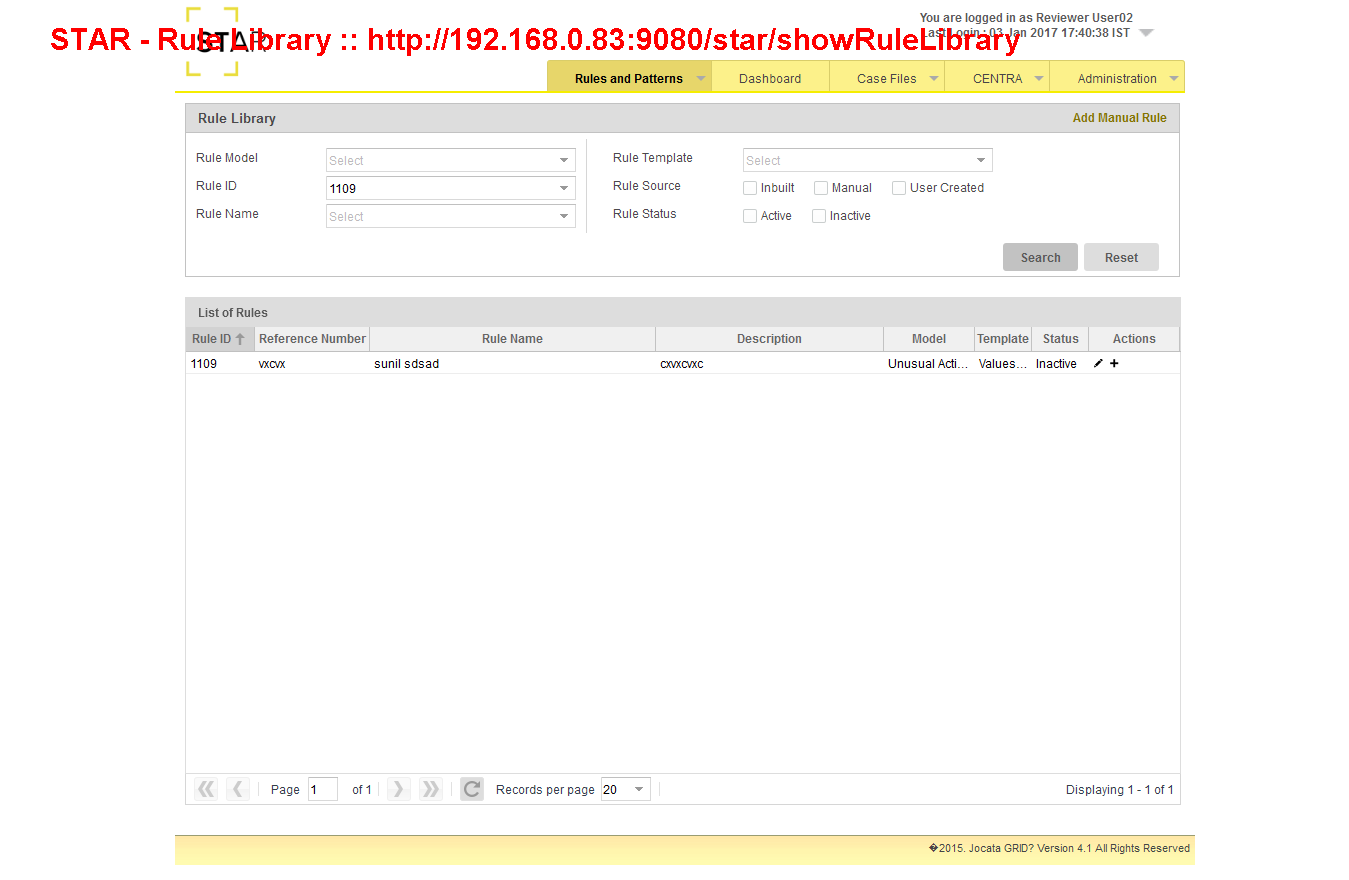 You are logged in as Reviewer User02
Last Login : 03 Jan 2017 17:40:38 IST
STAR
STAR - Rule Library :: http://192.168.0.83:9080/star/showRuleLibrary
Rules and Patterns Dashboard Case Files CENTRA Administration
Rule Library Add Manual Rule
Rule Model Select Rule Template Select
Rule ID 1109 Rule Source Inbuilt Manual User Created
Rule Name Select Rule Status Active Inactive
Search Reset
List of Rules
Rule ID Reference Number Rule Name Description Model Template Status Actions
1109 vxcvx sunil sdsad cxvxcvxc Unusual Acti... Values... Inactive
Page 1 of 1 Records per page 20 Displaying 1 - 1 of 1
�2015. Jocata GRID? Version 4.1 All Rights Reserved